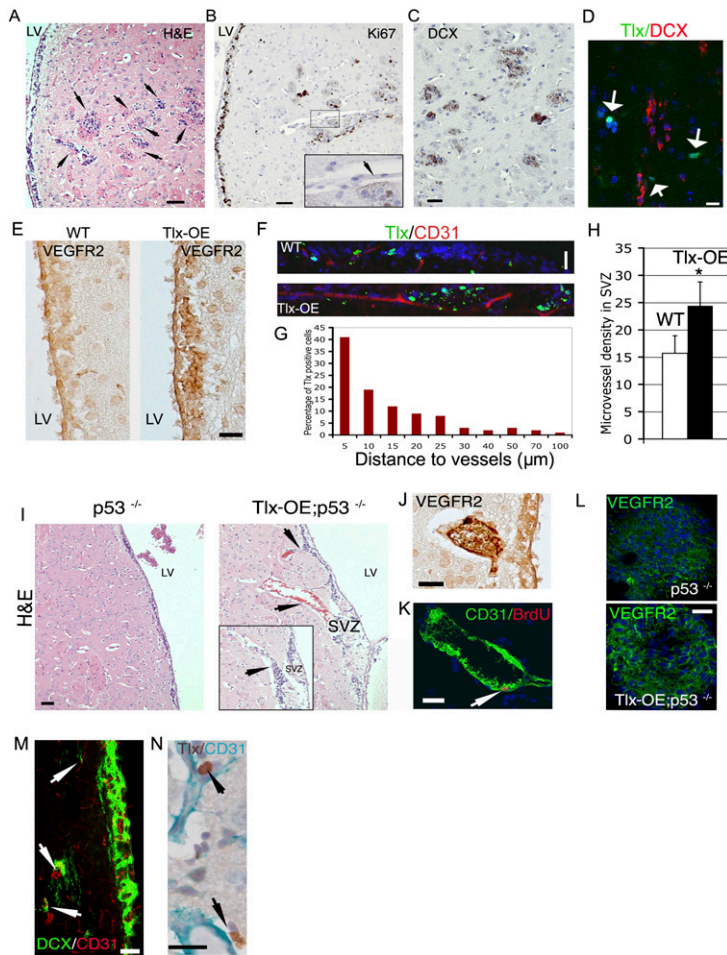 A
LV
H&E
B
LV
Ki67
C
DCX
D
Tlx/DCX
E
WT
Tlx-OE
VEGFR2
VEGFR2
LV
LV
F
Tlx/CD31
WT
Tlx-OE
G
Percentage of Tlx positive cells
45
40
35
30
25
20
15
10
5
0
5 10 15 20 25 30 40 50 70 100
Distance to vessels (µm)
H
Microvessel density in SVZ
35
30
25
20
15
10
5
0
WT
Tlx-OE
*
I
p53 -/-
Tlx-OE;p53 -/-
H&E
LV
LV
SVZ
SVZ
J
VEGFR2
K
CD31/BrdU
L
VEGFR2
p53 -/-
VEGFR2
Tlx-OE;p53 -/-
M
DCX/CD31
N
Tlx/CD31